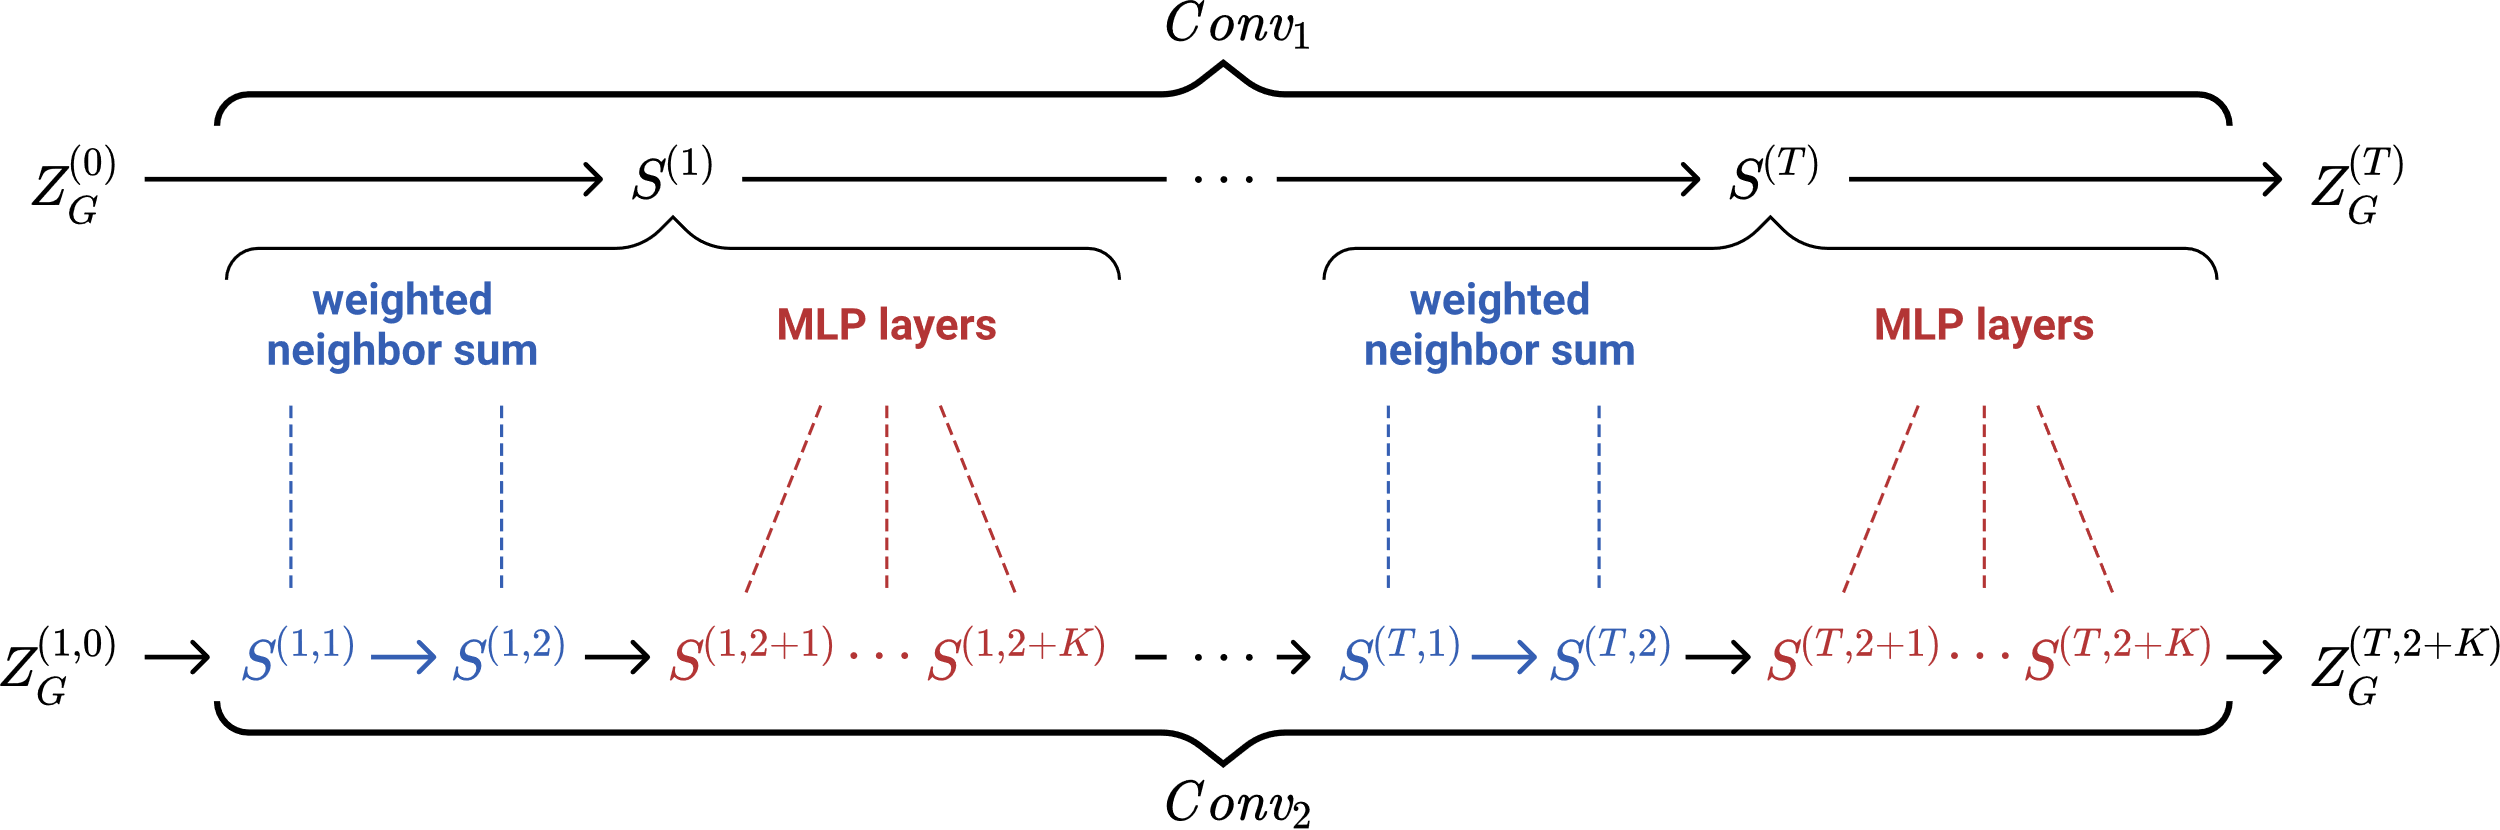 Conv₁
Z_G^{(0)} S^{(1)} · · · S^{(T)} Z_G^{(T)}
weighted neighbor sum MLP layers weighted neighbor sum MLP layers
Z_G^{(1,0)} S^{(1,1)} S^{(1,2)} S^{(1,2+1)} · · · S^{(1,2+K)} · · · S^{(T,1)} S^{(T,2)} S^{(T,2+1)} · · · S^{(T,2+K)} Z_G^{(T,2+K)}
Conv₂